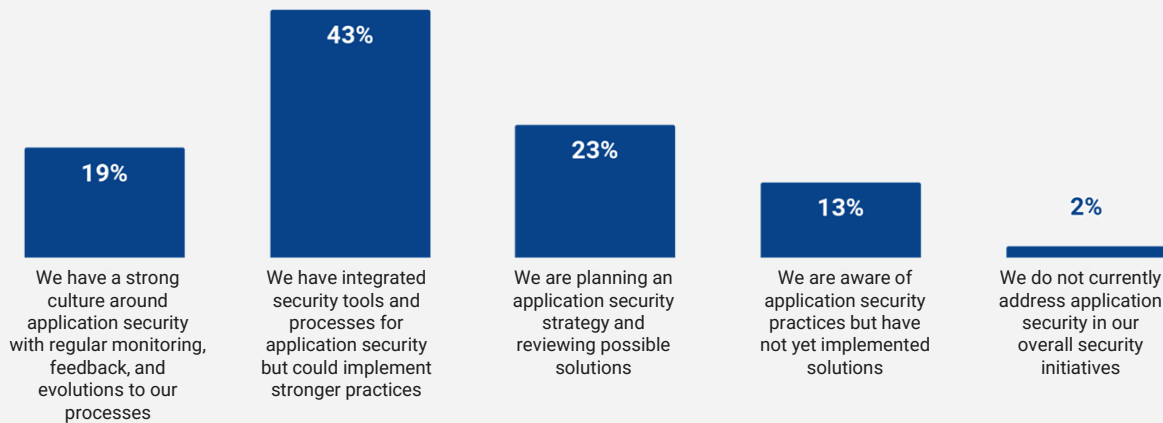 19%
We have a strong
culture around
application security
with regular monitoring,
feedback, and
evolutions to our
processes
43%
We have integrated
security tools and
processes for
application security
but could implement
stronger practices
23%
We are planning an
application security
strategy and
reviewing possible
solutions
13%
We are aware of
application security
practices but have
not yet implemented
solutions
2%
We do not currently
address application
security in our
overall security
initiatives